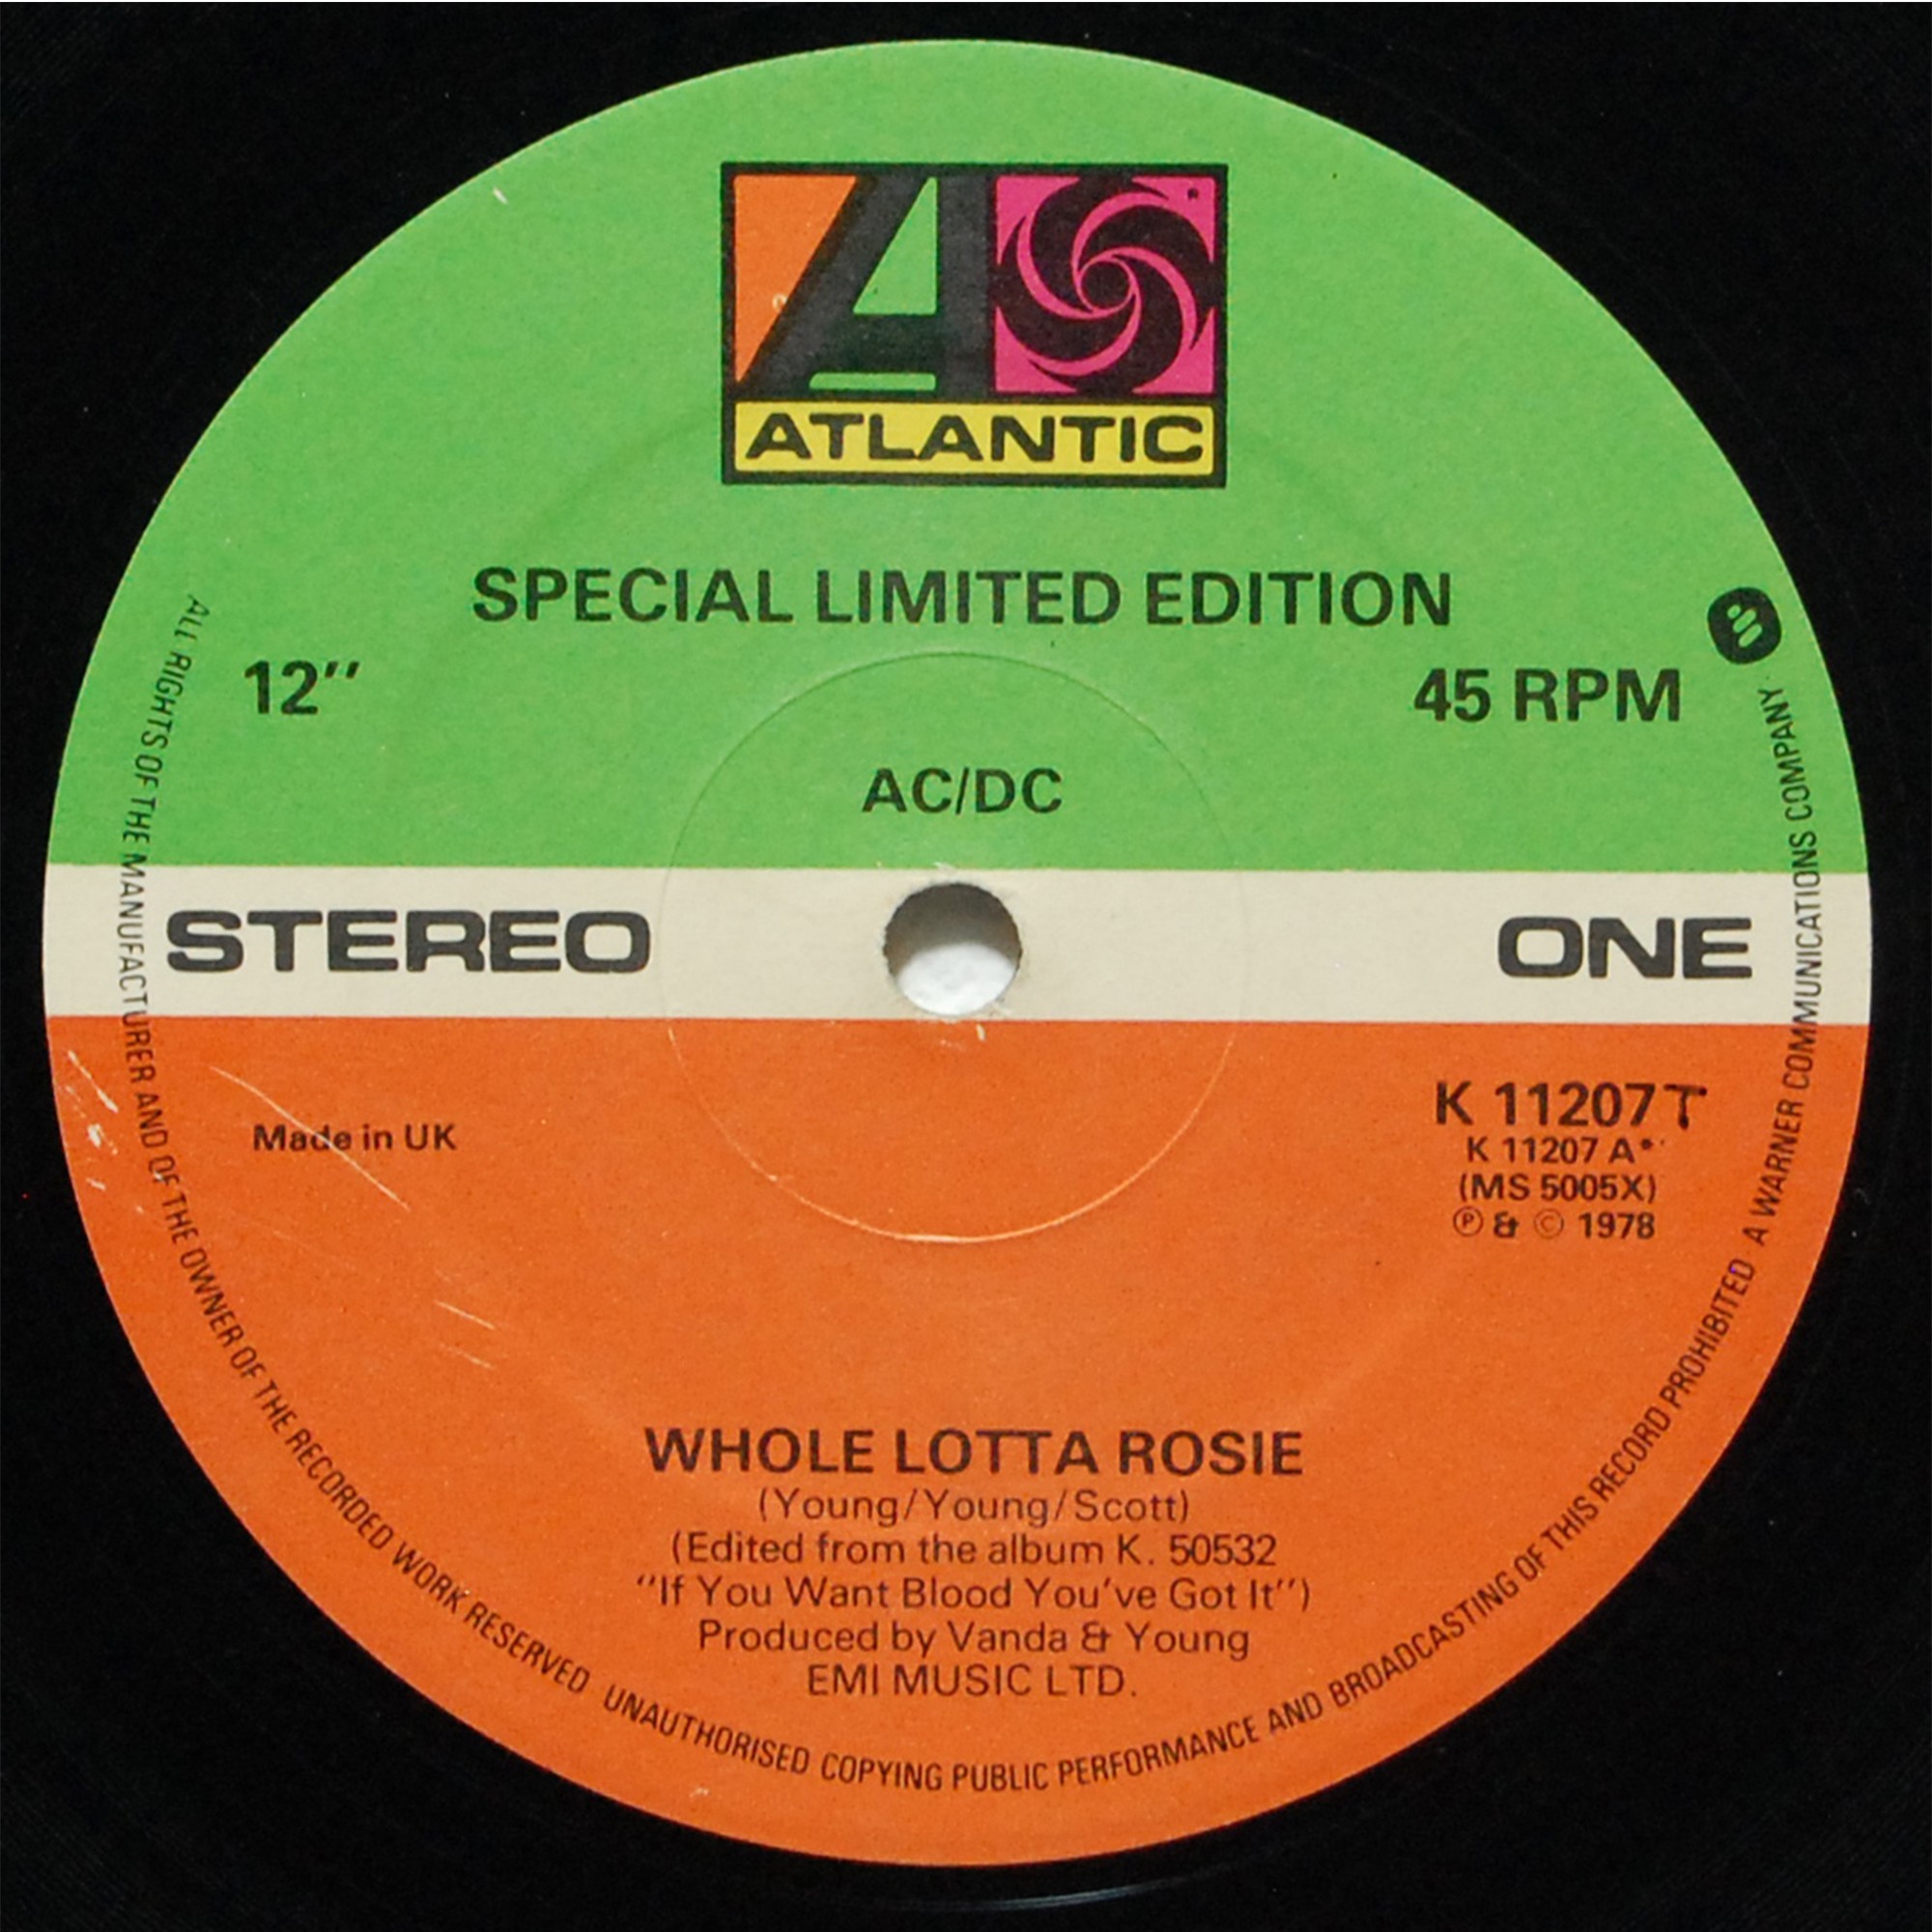 ATLANTIC
SPECIAL LIMITED EDITION
12"
45 RPM
AC/DC
STEREO
ONE
Made in UK
K 11207 T
K 11207 A*
(MS 5005X)
℗ & © 1978
WHOLE LOTTA ROSIE
(Young/Young/Scott)
(Edited from the album K. 50532
"If You Want Blood You've Got It")
Produced by Vanda & Young
EMI MUSIC LTD.
ALL RIGHTS OF THE MANUFACTURER AND OF THE OWNER OF THE RECORDED WORK RESERVED UNAUTHORISED COPYING PUBLIC PERFORMANCE AND BROADCASTING OF THIS RECORD PROHIBITED A WARNER COMMUNICATIONS COMPANY